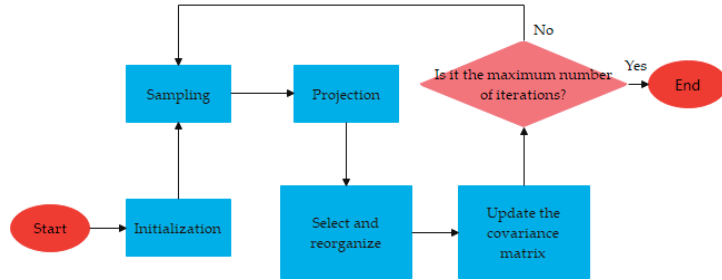 No
Is it the maximum number
of iterations?
Yes
End
Sampling
Projection
Start
Initialization
Select and
reorganize
Update the
covariance
matrix